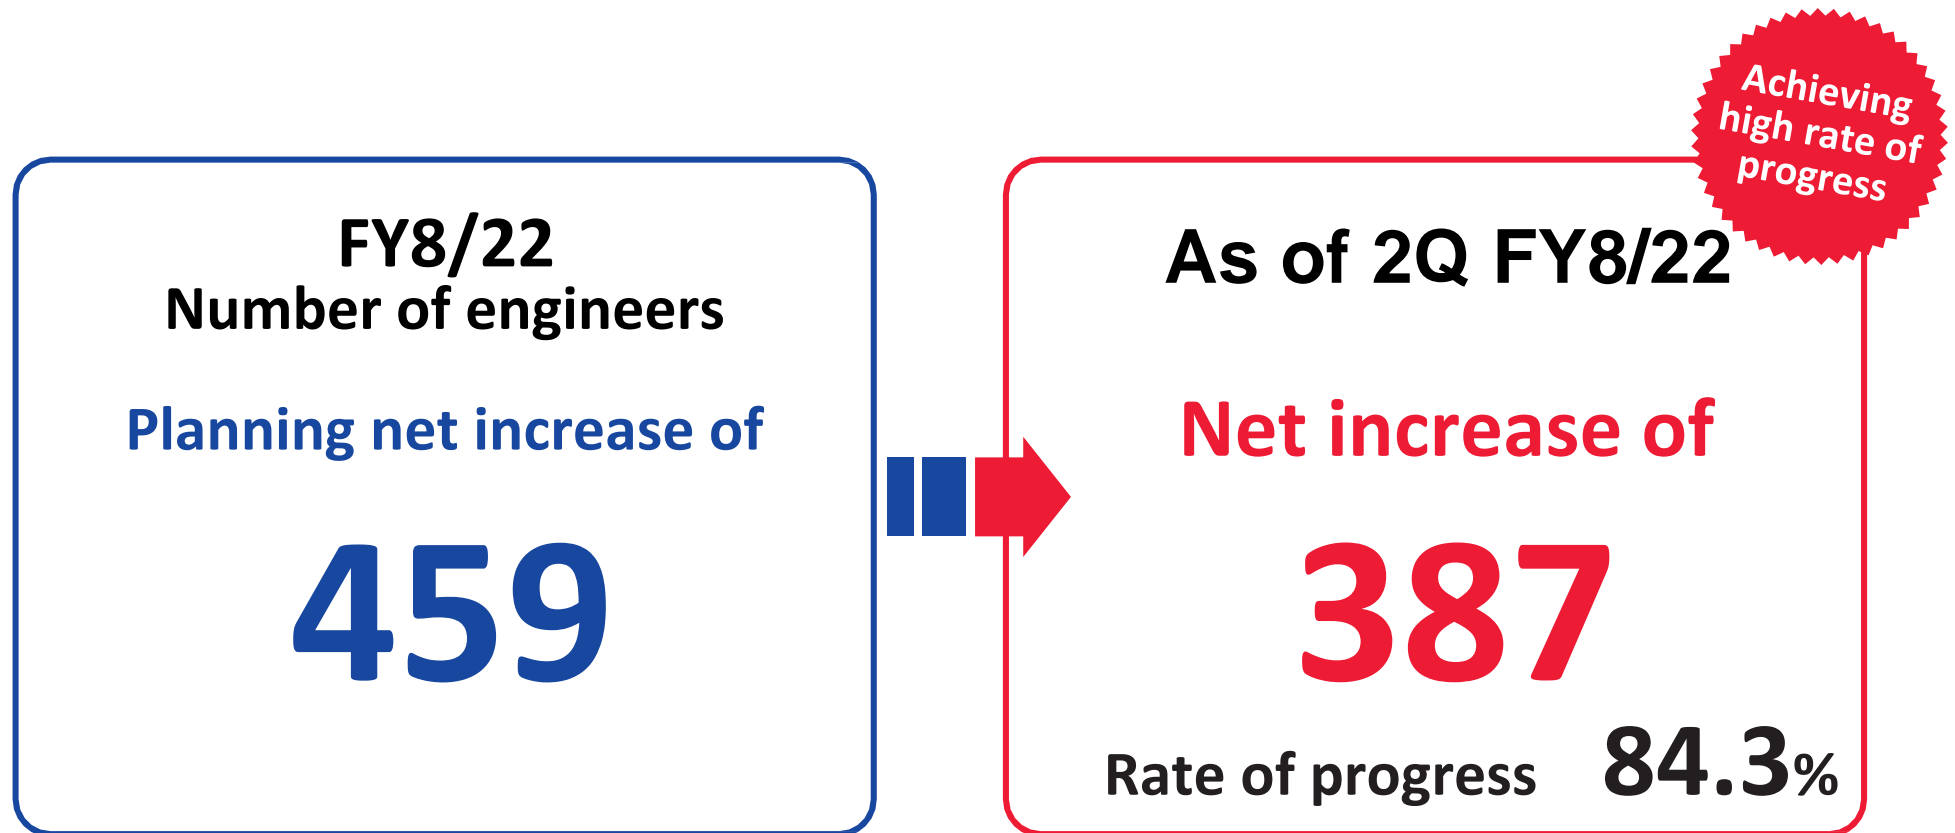 FY8/22
Number of engineers
Planning net increase of
459
Achieving
high rate of
progress
As of 2Q FY8/22
Net increase of
387
Rate of progress 84.3%